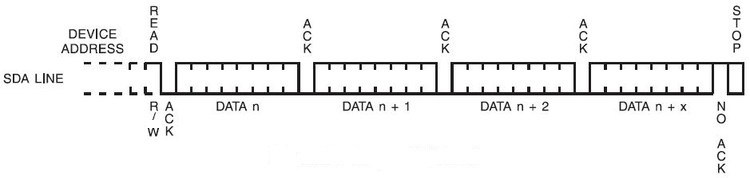 READ
ACK
ACK
ACK
STOP
DEVICE
ADDRESS
SDA LINE
R/W
ACK
DATA n
DATA n + 1
DATA n + 2
DATA n + x
NO ACK